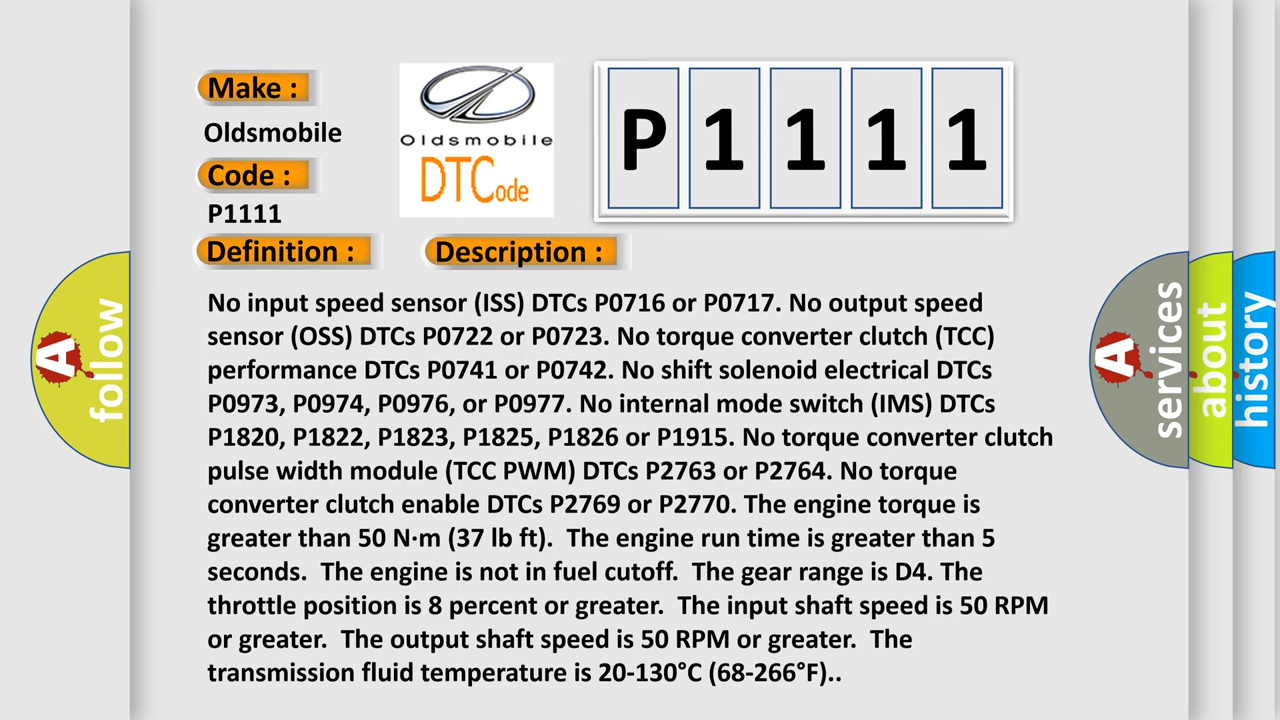 Make :
Oldsmobile
Code :
P1111
Oldsmobile
DTCode
P 1 1 1 1
Definition :
Description :
No input speed sensor (ISS) DTCs P0716 or P0717. No output speed
sensor (OSS) DTCs P0722 or P0723. No torque converter clutch (TCC)
performance DTCs P0741 or P0742. No shift solenoid electrical DTCs
P0973, P0974, P0976, or P0977. No internal mode switch (IMS) DTCs
P1820, P1822, P1823, P1825, P1826 or P1915. No torque converter clutch
pulse width module (TCC PWM) DTCs P2763 or P2764. No torque
converter clutch enable DTCs P2769 or P2770. The engine torque is
greater than 50 N·m (37 lb ft).  The engine run time is greater than 5
seconds.  The engine is not in fuel cutoff.  The gear range is D4. The
throttle position is 8 percent or greater.  The input shaft speed is 50 RPM
or greater.  The output shaft speed is 50 RPM or greater.  The
transmission fluid temperature is 20-130°C (68-266°F)..
A
follow
A
services
about
history